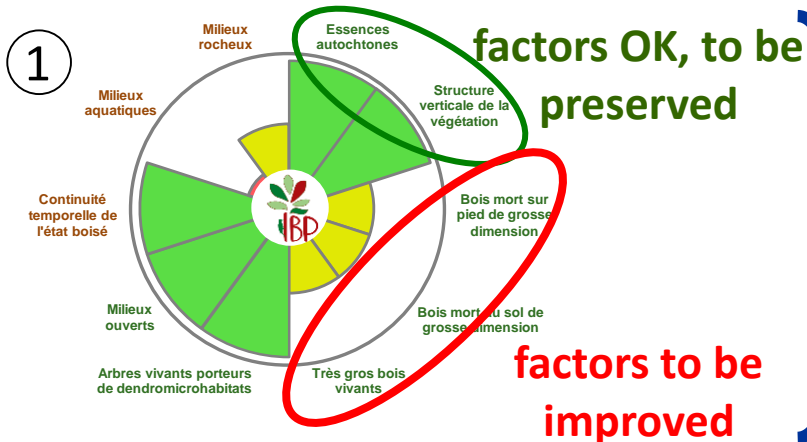 1
Milieux
rocheux
Essences
autochtones
factors OK, to be
preserved
Milieux
aquatiques
Structure
verticale de la
végétation
Continuité
temporelle de
l'état boisé
IBP
Bois mort sur
pied de grosse
dimension
Milieux
ouverts
Bois mort au sol de
grosse dimension
Arbres vivants porteurs
de dendromicrohabitats
Très gros bois
vivants
factors to be
improved